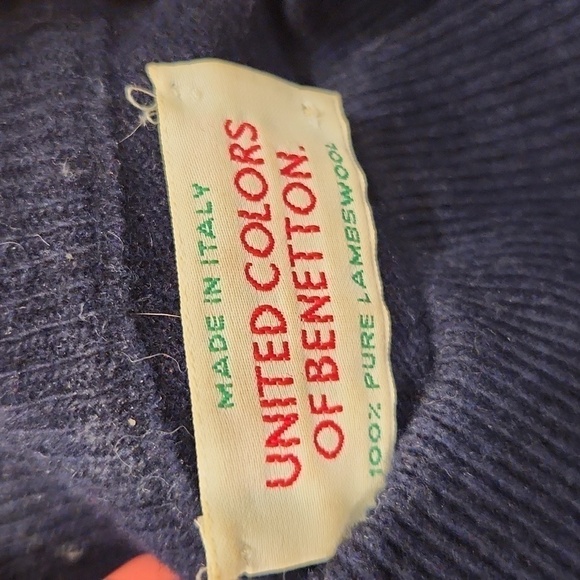 MADE IN ITALY
UNITED COLORS
OF BENETTON.
100% PURE LAMBSWOOL